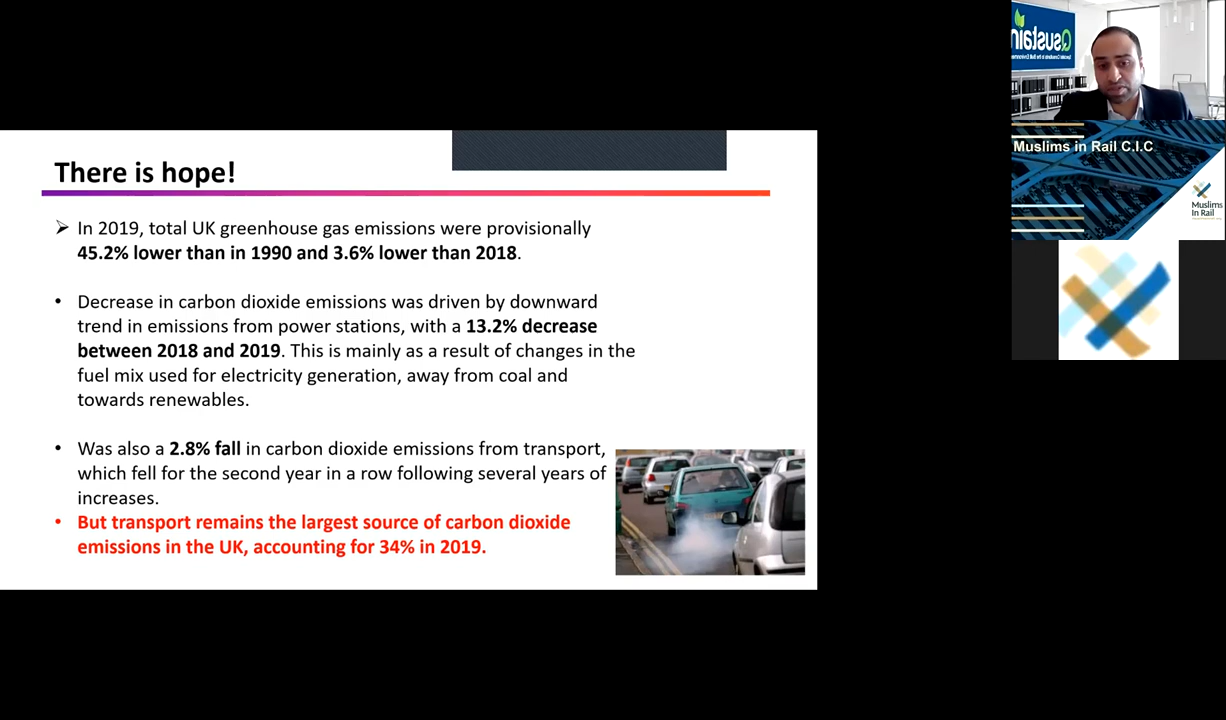 There is hope!
➢ In 2019, total UK greenhouse gas emissions were provisionally
45.2% lower than in 1990 and 3.6% lower than 2018.
• Decrease in carbon dioxide emissions was driven by downward
trend in emissions from power stations, with a 13.2% decrease
between 2018 and 2019. This is mainly as a result of changes in the
fuel mix used for electricity generation, away from coal and
towards renewables.
• Was also a 2.8% fall in carbon dioxide emissions from transport,
which fell for the second year in a row following several years of
increases.
• But transport remains the largest source of carbon dioxide
emissions in the UK, accounting for 34% in 2019.
Qsustain
Muslims in Rail C.I.C
Muslims
In Rail